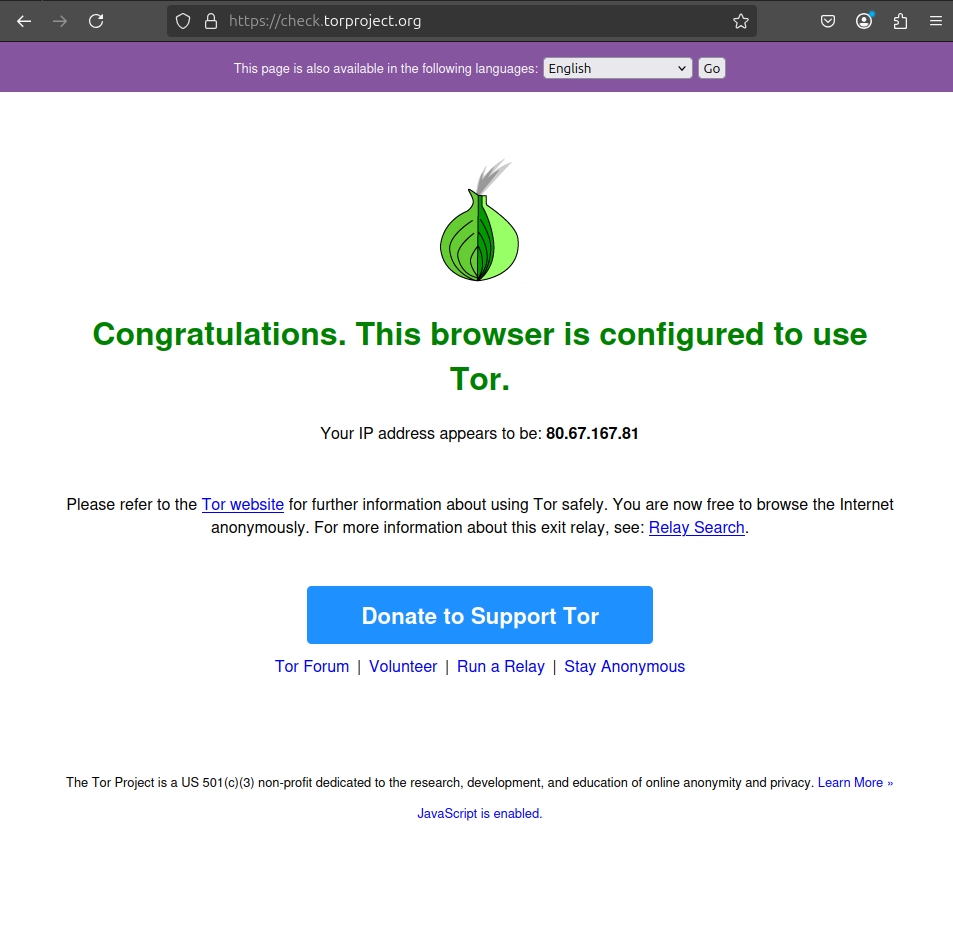 https://check.torproject.org
This page is also available in the following languages: English Go
Congratulations. This browser is configured to use
Tor.
Your IP address appears to be: 80.67.167.81
Please refer to the Tor website for further information about using Tor safely. You are now free to browse the Internet
anonymously. For more information about this exit relay, see: Relay Search.
Donate to Support Tor
Tor Forum | Volunteer | Run a Relay | Stay Anonymous
The Tor Project is a US 501(c)(3) non-profit dedicated to the research, development, and education of online anonymity and privacy. Learn More »
JavaScript is enabled.